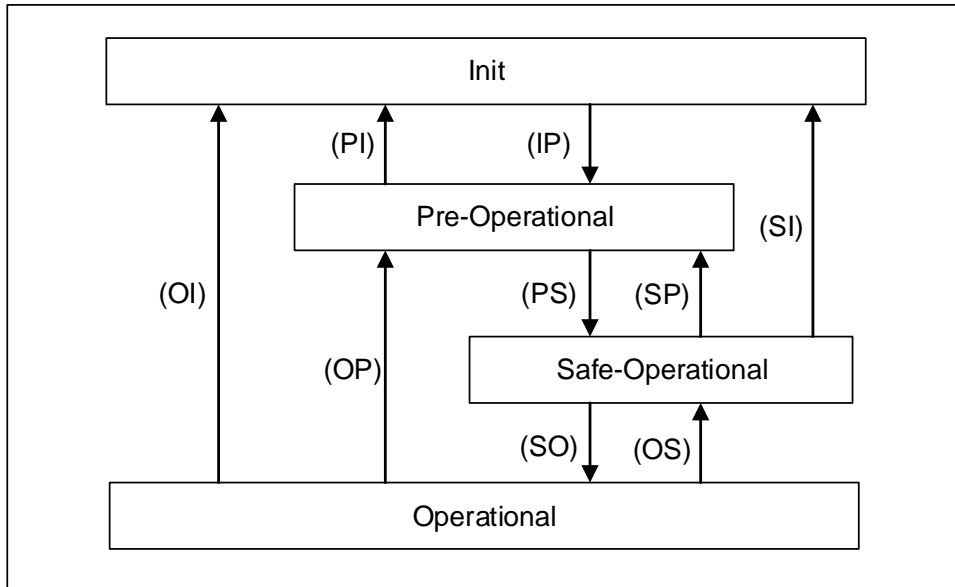 Init
(PI)
(IP)
Pre-Operational
(SI)
(OI)
(PS)
(SP)
(OP)
Safe-Operational
(SO)
(OS)
Operational